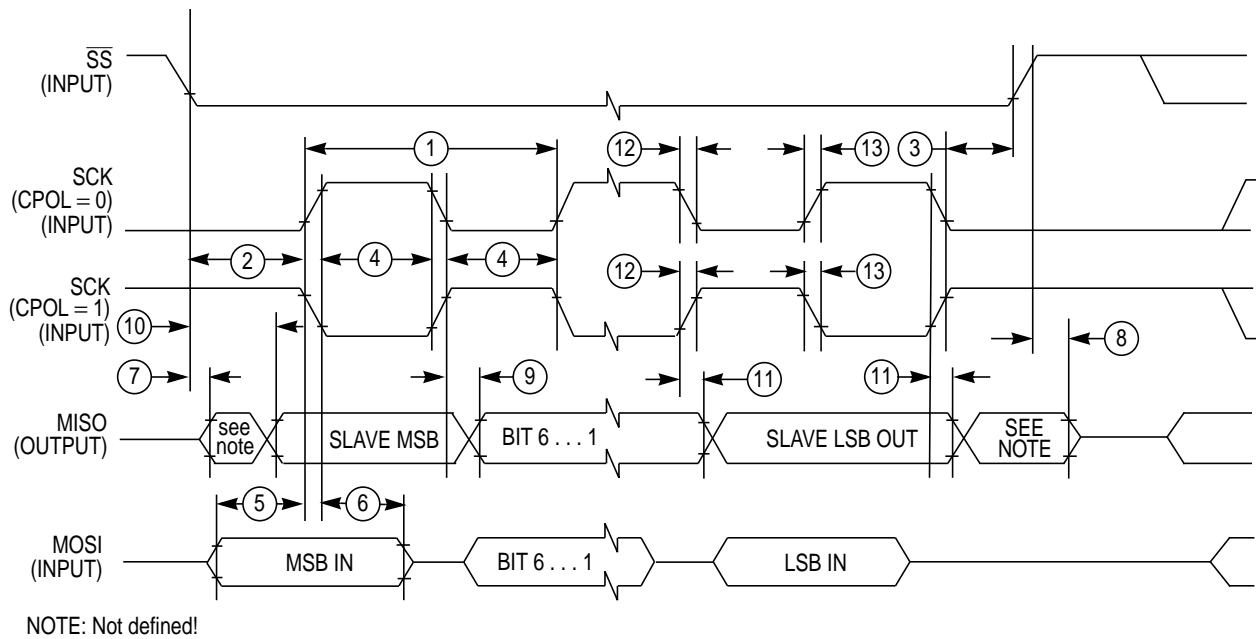 SS
(INPUT)
1
12
13
3
SCK
(CPOL = 0)
(INPUT)
2
4
4
12
13
SCK
(CPOL = 1)
(INPUT)
10
8
7
9
11
11
MISO
(OUTPUT)
see
note
SLAVE MSB
BIT 6 . . . 1
SLAVE LSB OUT
SEE
NOTE
5
6
MOSI
(INPUT)
MSB IN
BIT 6 . . . 1
LSB IN
NOTE: Not defined!